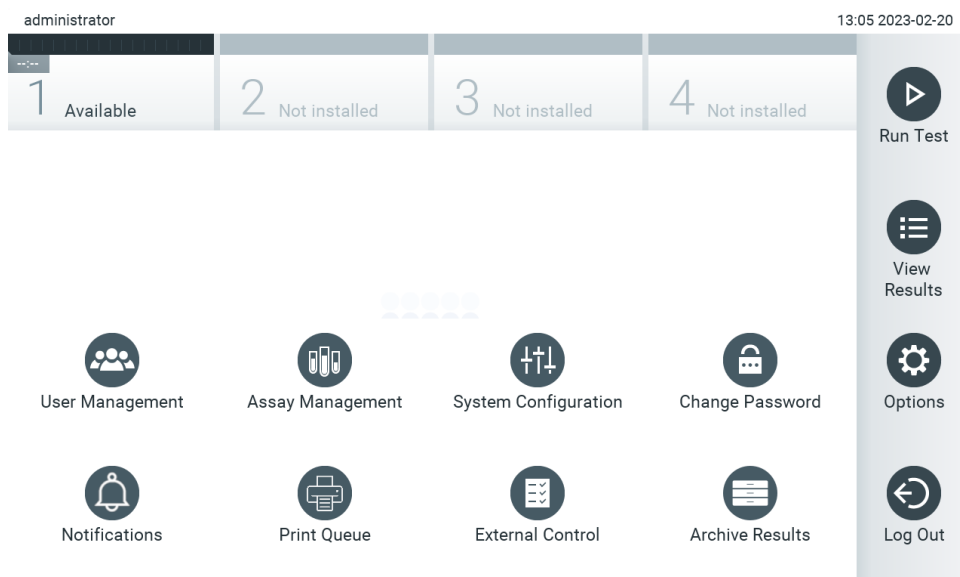 administrator
13:05 2023-02-20
--:--
1 Available
2 Not installed
3 Not installed
4 Not installed
Run Test
View
Results
User Management
Assay Management
System Configuration
Change Password
Options
Notifications
Print Queue
External Control
Archive Results
Log Out